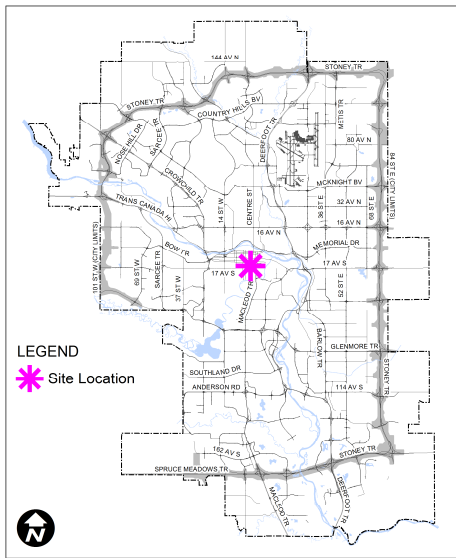 144 AV N
STONEY TR
STONEY TR
COUNTRY HILLS BV
METIS TR
DEERFOOT TR
NOSE HILL DR
SARCEE TR
80 AV N
84 ST E (CITY LIMITS)
CROWCHILD TR
MCKNIGHT BV
TRANS CANADA HI
14 ST W
CENTRE ST
36 ST E
32 AV N
68 ST E
16 AV N
16 AV N
101 ST W (CITY LIMITS)
BOW TR
MEMORIAL DR
69 ST W
SARCEE TR
37 ST W
17 AV S
17 AV S
MACLEOD TR
52 ST E
BARLOW TR
GLENMORE TR
STONEY TR
LEGEND
Site Location
SOUTHLAND DR
ANDERSON RD
114 AV S
162 AV S
STONEY TR
SPRUCE MEADOWS TR
MACLEOD TR
DEERFOOT TR
N